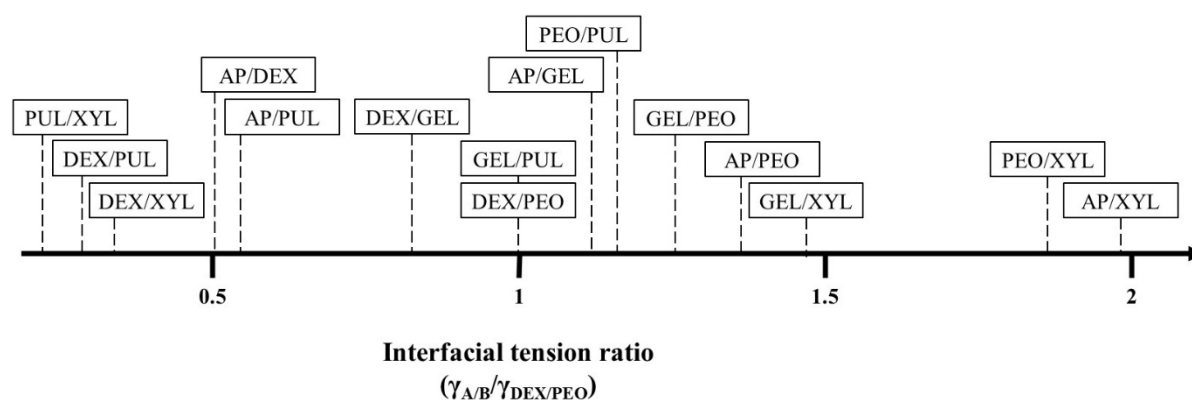 PEO/PUL
AP/DEX
AP/GEL
PUL/XYL
AP/PUL
DEX/GEL
GEL/PEO
DEX/PUL
GEL/PUL
AP/PEO
PEO/XYL
DEX/XYL
DEX/PEO
GEL/XYL
AP/XYL
0.5
1
1.5
2
Interfacial tension ratio
(γA/B/γDEX/PEO)